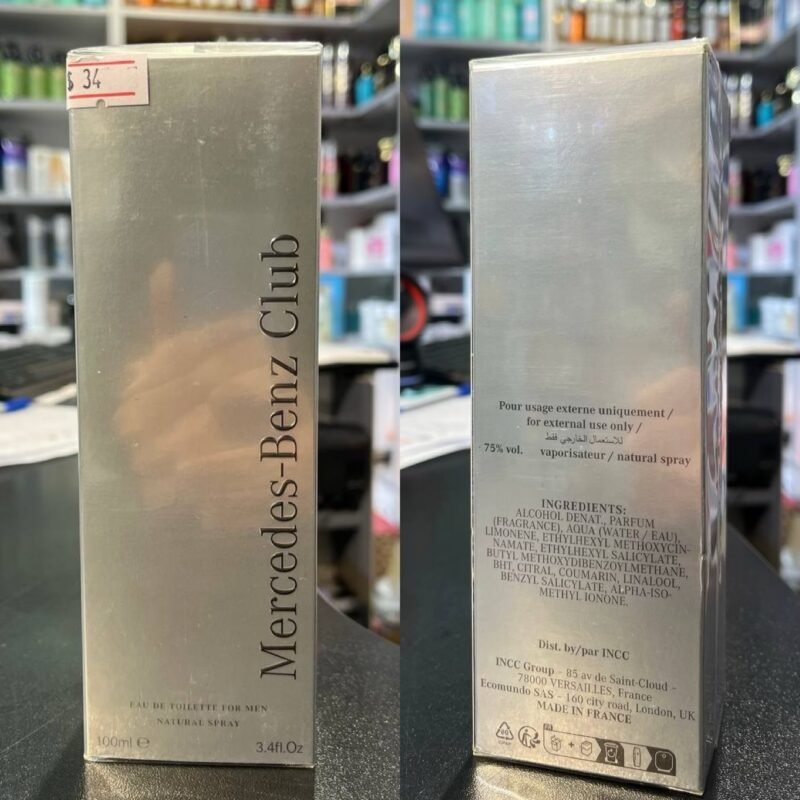 $ 34
Mercedes-Benz Club
EAU DE TOILETTE FOR MEN
NATURAL SPRAY
100ml ℮
3.4fl.Oz
Pour usage externe uniquement /
for external use only /
للاستعمال الخارجي فقط
75% vol. vaporisateur / natural spray
INGREDIENTS:
ALCOHOL DENAT., PARFUM
(FRAGRANCE), AQUA (WATER / EAU),
LIMONENE, ETHYLHEXYL METHOXYCIN-
NAMATE, ETHYLHEXYL SALICYLATE,
BUTYL METHOXYDIBENZOYLMETHANE,
BHT, CITRAL, COUMARIN, LINALOOL,
BENZYL SALICYLATE, ALPHA-ISO-
METHYL IONONE.
Dist. by/par INCC
INCC Group – 85 av de Saint-Cloud –
78000 VERSAILLES, France
Ecomundo SAS – 160 city road, London, UK
MADE IN FRANCE